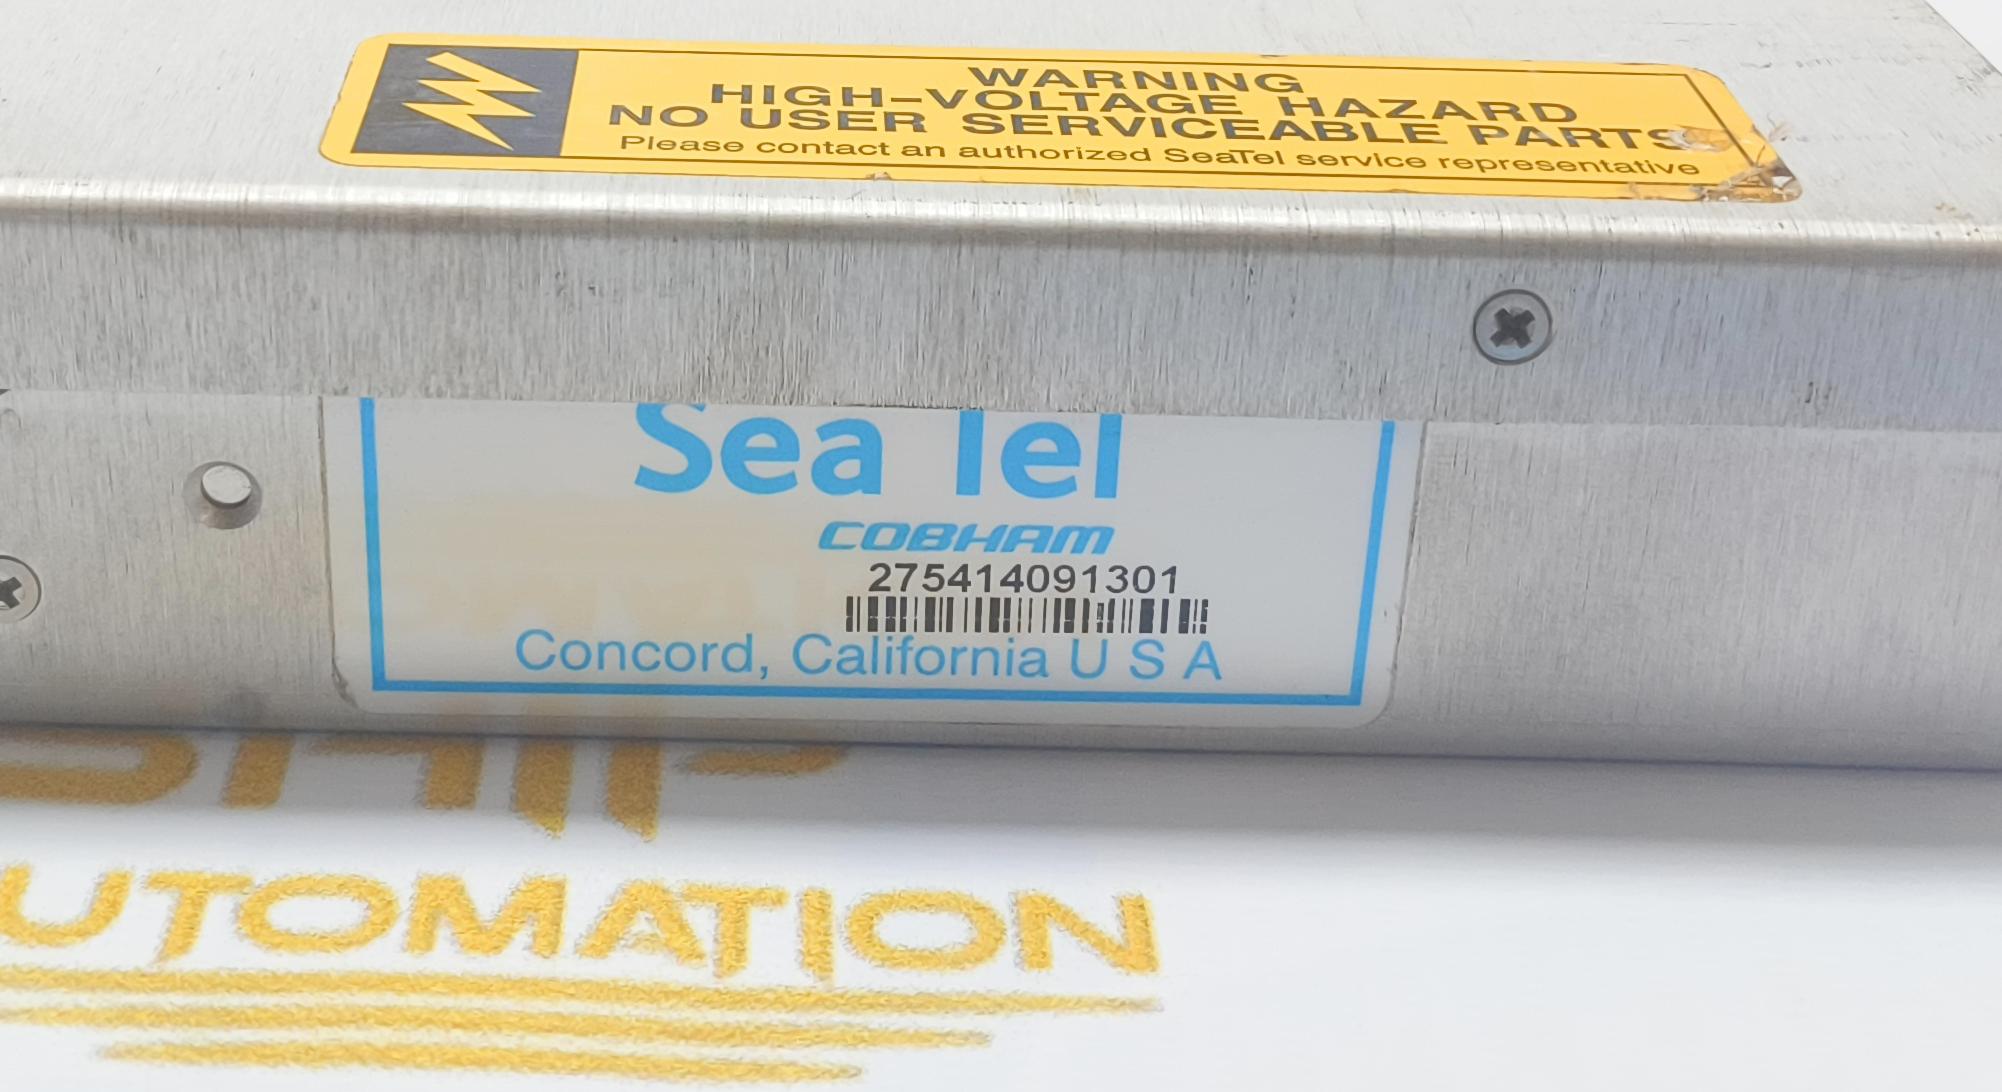 WARNING
HIGH-VOLTAGE HAZARD
NO USER SERVICEABLE PARTS
Please contact an authorized SeaTel service representative
Sea Tel
COBHAM
275414091301
Concord, California U S A
SHIP
UTOMATION